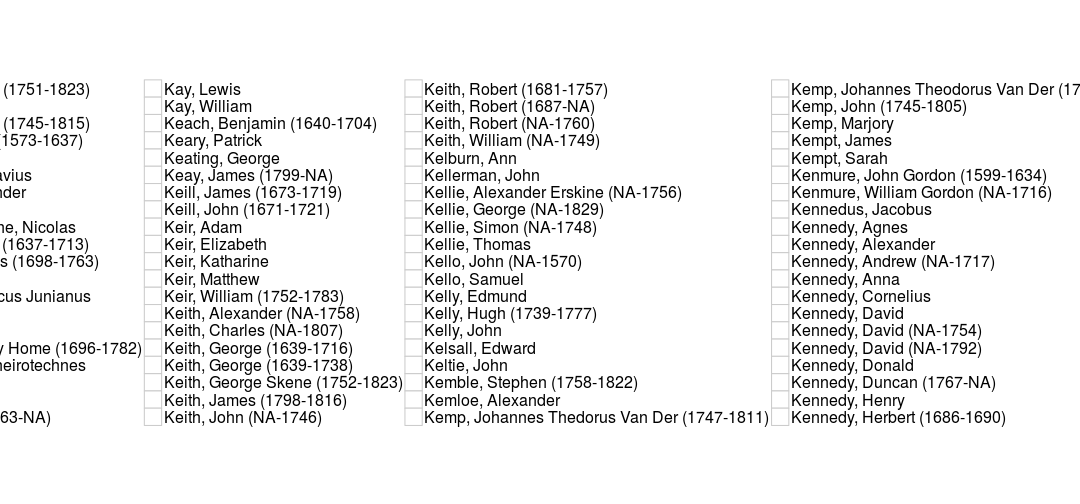 (1751-1823)
(1745-1815)
1573-1637)
avius
nder
ne, Nicolas
(1637-1713)
s (1698-1763)
cus Junianus
y Home (1696-1782)
neirotechnes
63-NA)
Kay, Lewis
Kay, William
Keach, Benjamin (1640-1704)
Keary, Patrick
Keating, George
Keay, James (1799-NA)
Keill, James (1673-1719)
Keill, John (1671-1721)
Keir, Adam
Keir, Elizabeth
Keir, Katharine
Keir, Matthew
Keir, William (1752-1783)
Keith, Alexander (NA-1758)
Keith, Charles (NA-1807)
Keith, George (1639-1716)
Keith, George (1639-1738)
Keith, George Skene (1752-1823)
Keith, James (1798-1816)
Keith, John (NA-1746)
Keith, Robert (1681-1757)
Keith, Robert (1687-NA)
Keith, Robert (NA-1760)
Keith, William (NA-1749)
Kelburn, Ann
Kellerman, John
Kellie, Alexander Erskine (NA-1756)
Kellie, George (NA-1829)
Kellie, Simon (NA-1748)
Kellie, Thomas
Kello, John (NA-1570)
Kello, Samuel
Kelly, Edmund
Kelly, Hugh (1739-1777)
Kelly, John
Kelsall, Edward
Keltie, John
Kemble, Stephen (1758-1822)
Kemloe, Alexander
Kemp, Johannes Thedorus Van Der (1747-1811)
Kemp, Johannes Theodorus Van Der (17
Kemp, John (1745-1805)
Kemp, Marjory
Kempt, James
Kempt, Sarah
Kenmure, John Gordon (1599-1634)
Kenmure, William Gordon (NA-1716)
Kennedus, Jacobus
Kennedy, Agnes
Kennedy, Alexander
Kennedy, Andrew (NA-1717)
Kennedy, Anna
Kennedy, Cornelius
Kennedy, David
Kennedy, David (NA-1754)
Kennedy, David (NA-1792)
Kennedy, Donald
Kennedy, Duncan (1767-NA)
Kennedy, Henry
Kennedy, Herbert (1686-1690)